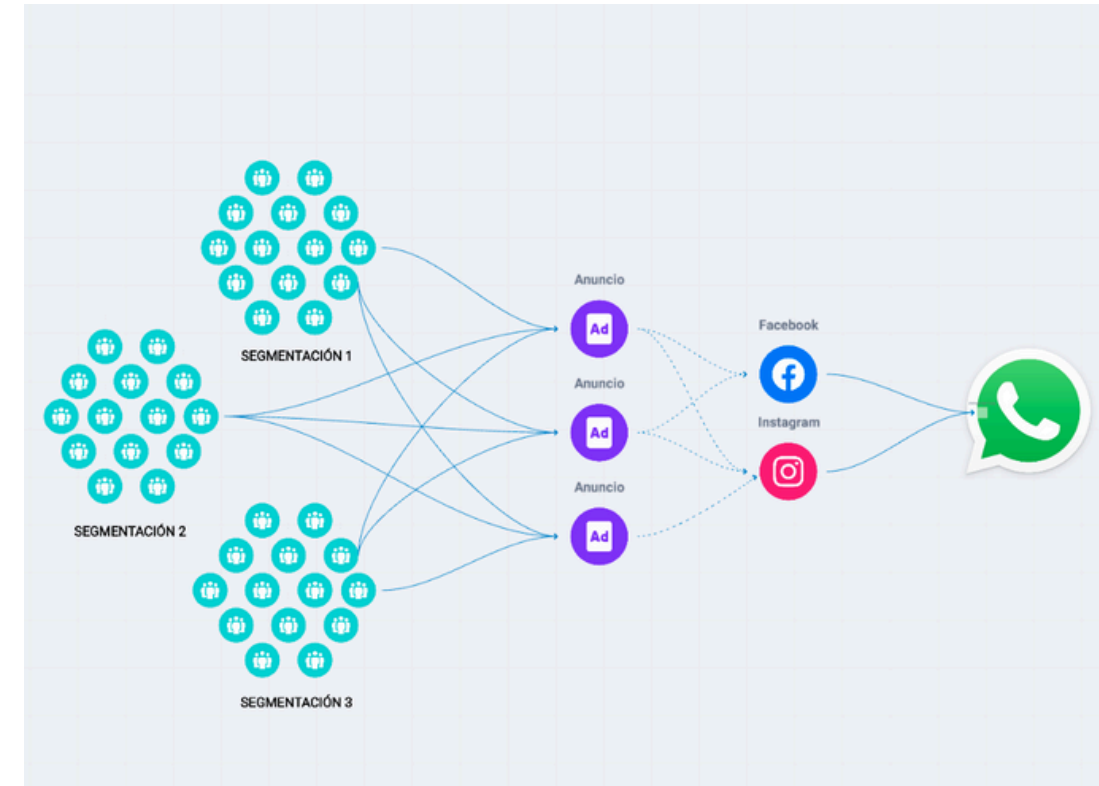 SEGMENTACIÓN 1
SEGMENTACIÓN 2
SEGMENTACIÓN 3
Anuncio
Ad
Anuncio
Ad
Anuncio
Ad
Facebook
Instagram